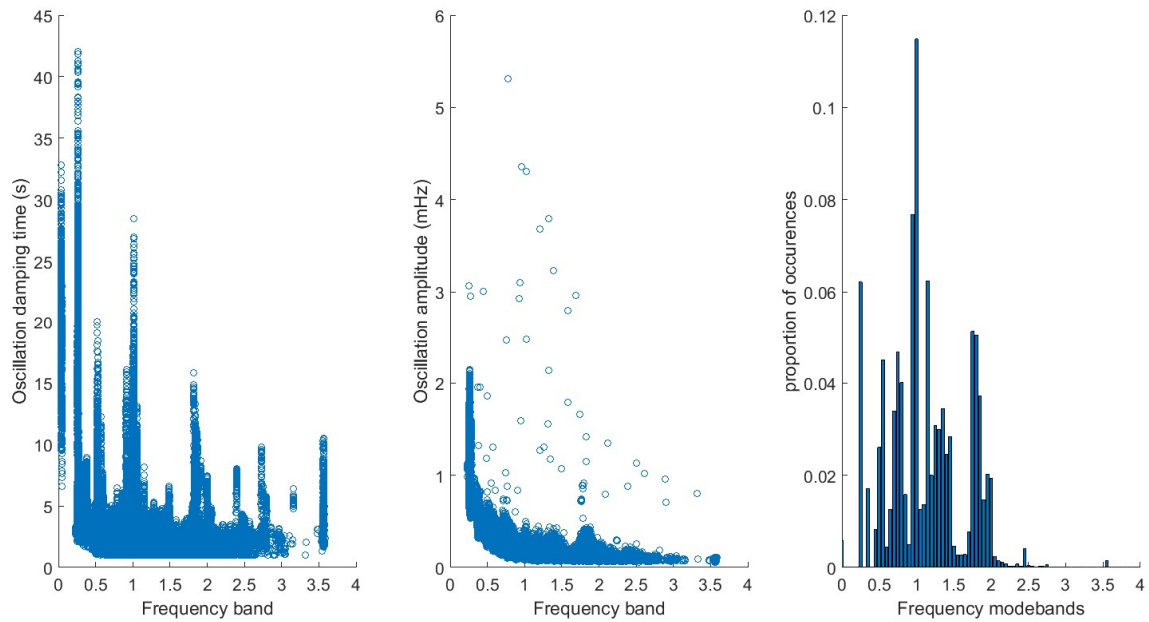 45
40
35
30
25
20
15
10
5
0
Oscillation damping time (s)
0 0.5 1 1.5 2 2.5 3 3.5 4
Frequency band
6
5
4
3
2
1
0
Oscillation amplitude (mHz)
0 0.5 1 1.5 2 2.5 3 3.5 4
Frequency band
0.12
0.1
0.08
0.06
0.04
0.02
0
proportion of occurences
0 0.5 1 1.5 2 2.5 3 3.5 4
Frequency modebands